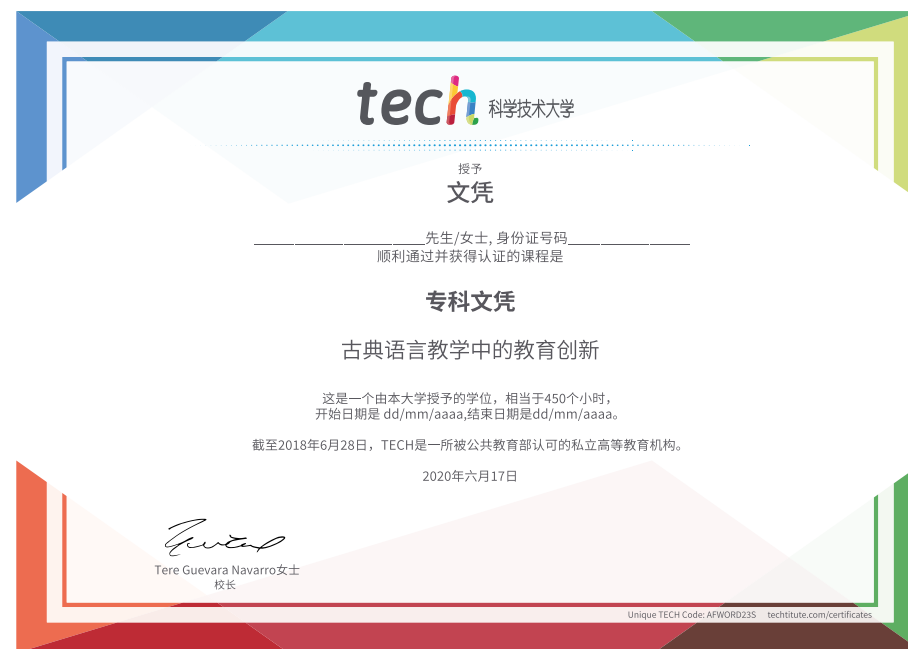 tech 科学技术大学
授予
文凭
______________________先生/女士, 身份证号码_______________
顺利通过并获得认证的课程是
专科文凭
古典语言教学中的教育创新
这是一个由本大学授予的学位，相当于450个小时，
开始日期是 dd/mm/aaaa,结束日期是dd/mm/aaaa。
截至2018年6月28日，TECH是一所被公共教育部认可的私立高等教育机构。
2020年六月17日
Tere Guevara Navarro女士
校长
Unique TECH Code: AFWORD23S techtitute.com/certificates